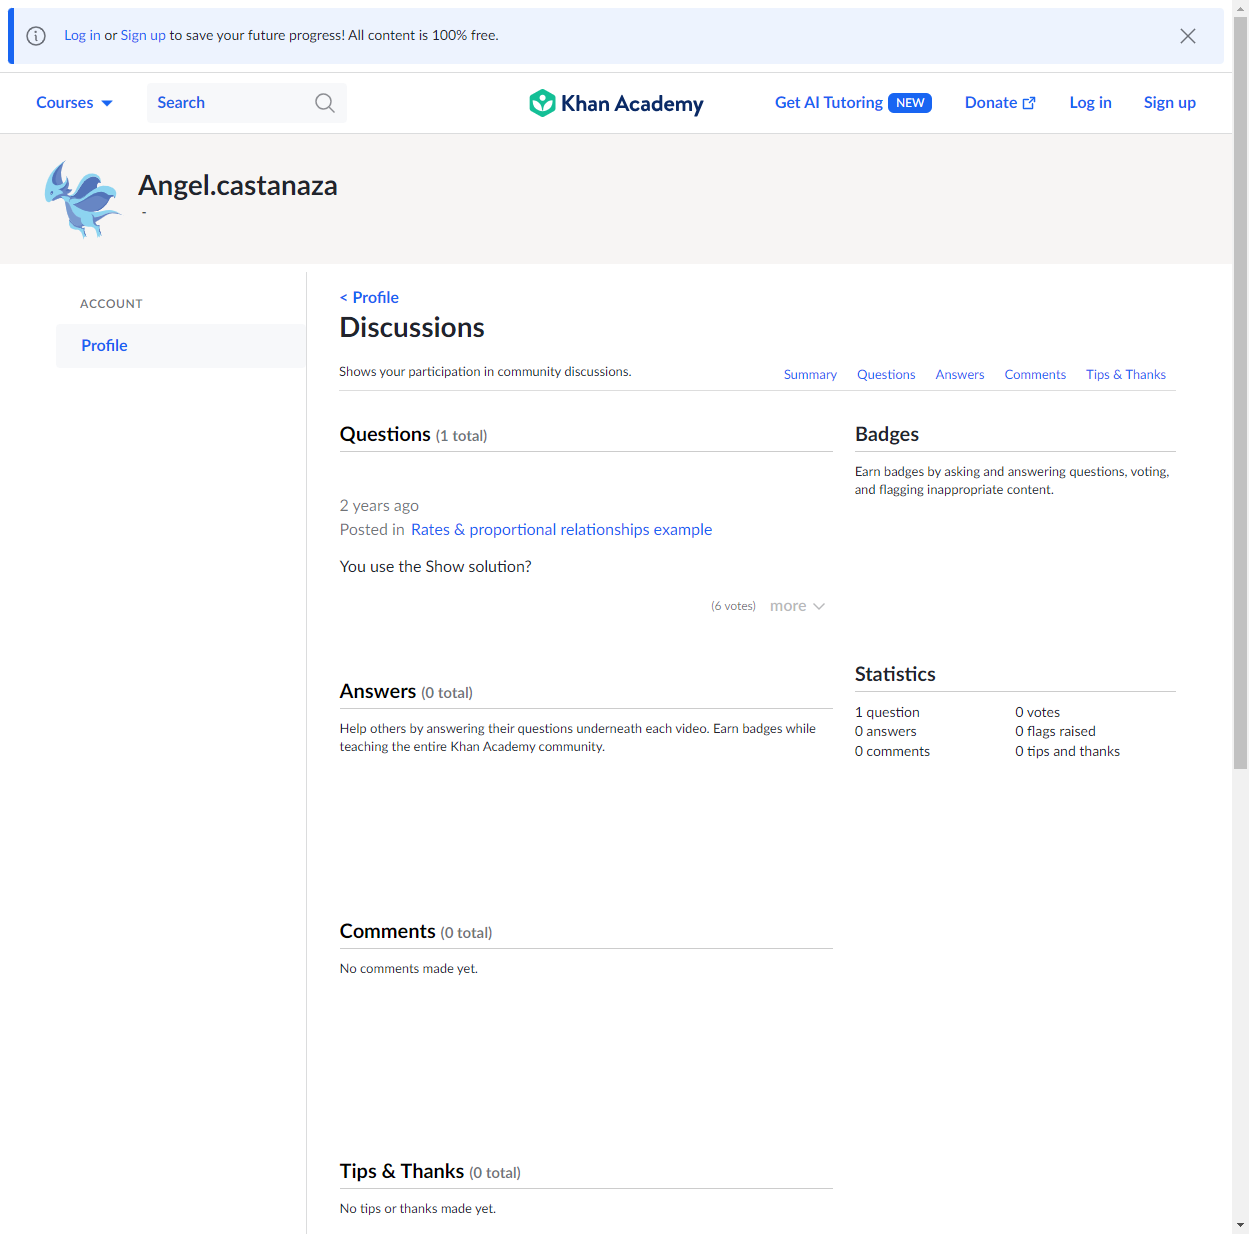 Log in or Sign up to save your future progress! All content is 100% free.
Courses
Search
Khan Academy
Get AI Tutoring NEW
Donate
Log in
Sign up
Angel.castanaza
-
ACCOUNT
Profile
< Profile
Discussions
Shows your participation in community discussions.
Summary
Questions
Answers
Comments
Tips & Thanks
Questions (1 total)
2 years ago
Posted in Rates & proportional relationships example
You use the Show solution?
(6 votes)
more
Answers (0 total)
Help others by answering their questions underneath each video. Earn badges while
teaching the entire Khan Academy community.
Comments (0 total)
No comments made yet.
Tips & Thanks (0 total)
No tips or thanks made yet.
Badges
Earn badges by asking and answering questions, voting,
and flagging inappropriate content.
Statistics
1 question
0 votes
0 answers
0 flags raised
0 comments
0 tips and thanks